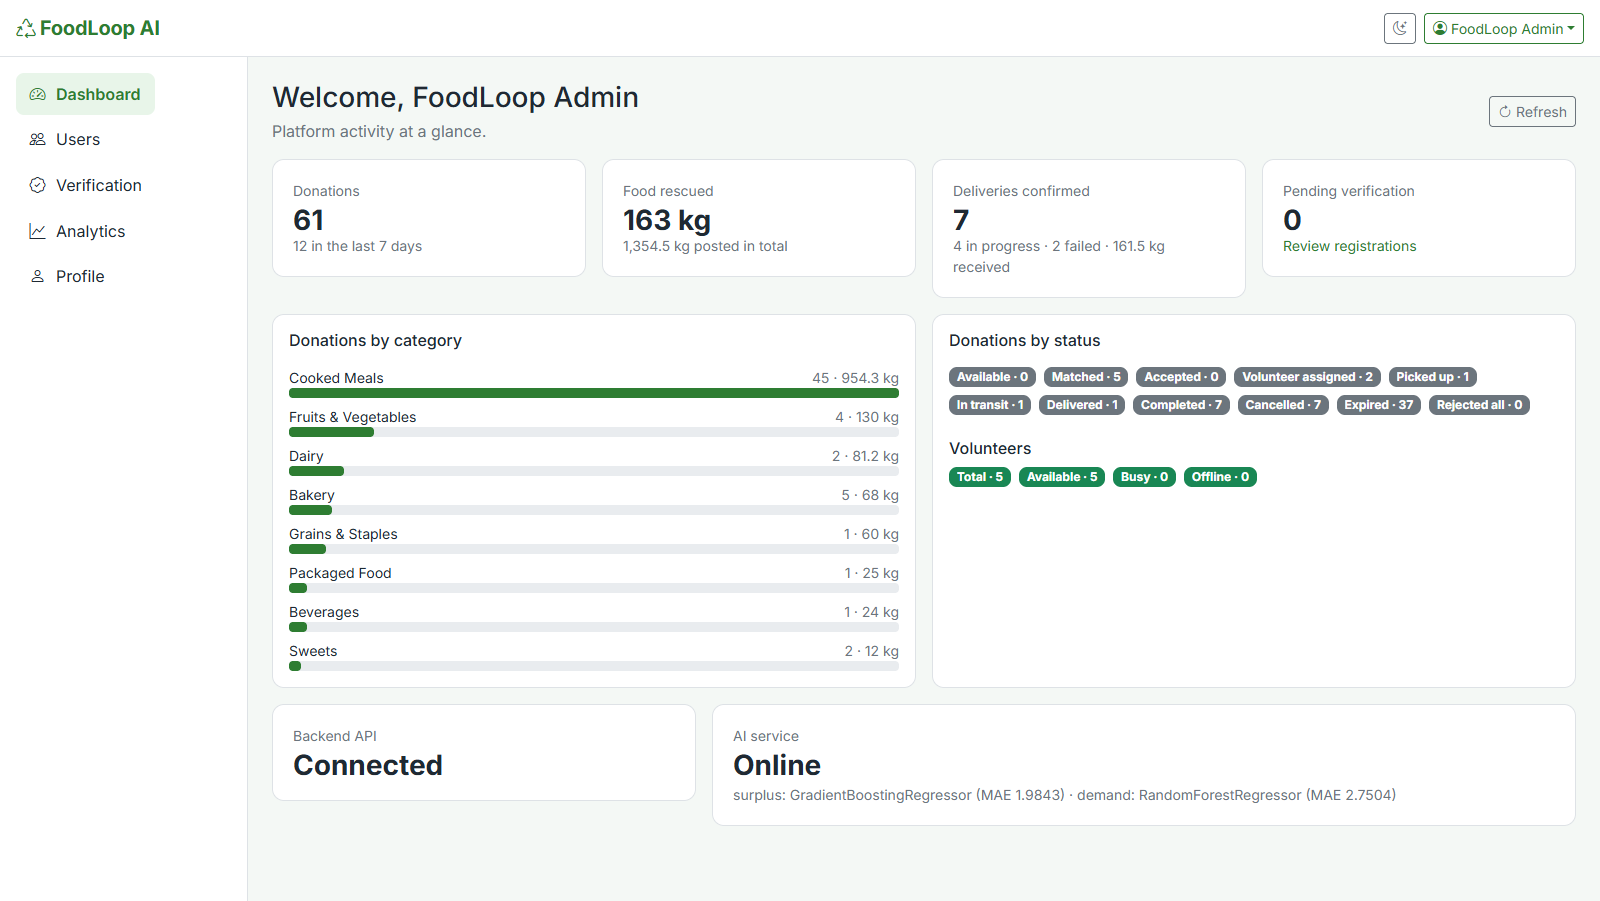 FoodLoop AI
FoodLoop Admin
Dashboard
Users
Verification
Analytics
Profile
Welcome, FoodLoop Admin
Platform activity at a glance.
Refresh
Donations
61
12 in the last 7 days
Food rescued
163 kg
1,354.5 kg posted in total
Deliveries confirmed
7
4 in progress · 2 failed · 161.5 kg
received
Pending verification
0
Review registrations
Donations by category
Cooked Meals 45 · 954.3 kg
Fruits & Vegetables 4 · 130 kg
Dairy 2 · 81.2 kg
Bakery 5 · 68 kg
Grains & Staples 1 · 60 kg
Packaged Food 1 · 25 kg
Beverages 1 · 24 kg
Sweets 2 · 12 kg
Donations by status
Available · 0 Matched · 5 Accepted · 0 Volunteer assigned · 2 Picked up · 1
In transit · 1 Delivered · 1 Completed · 7 Cancelled · 7 Expired · 37 Rejected all · 0
Volunteers
Total · 5 Available · 5 Busy · 0 Offline · 0
Backend API
Connected
AI service
Online
surplus: GradientBoostingRegressor (MAE 1.9843) · demand: RandomForestRegressor (MAE 2.7504)